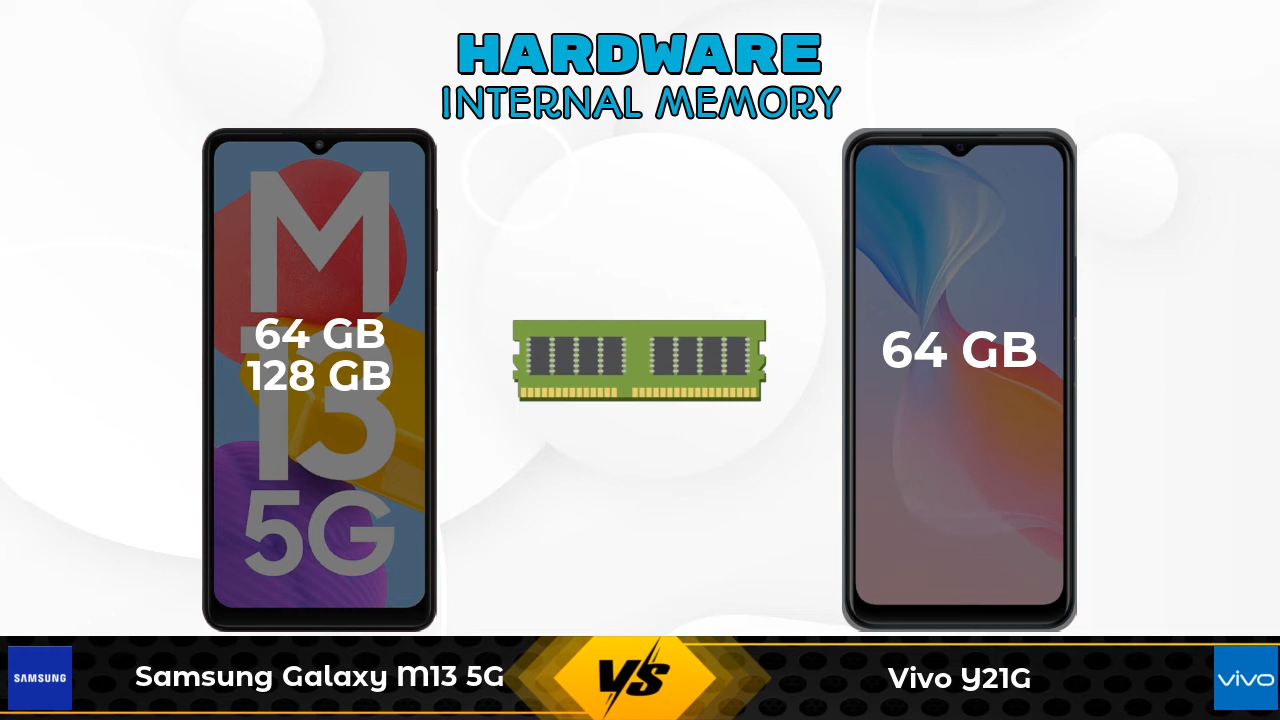 HARDWARE
INTERNAL MEMORY
M
13
5G
64 GB
128 GB
64 GB
SAMSUNG
Samsung Galaxy M13 5G
VS
Vivo Y21G
vivo